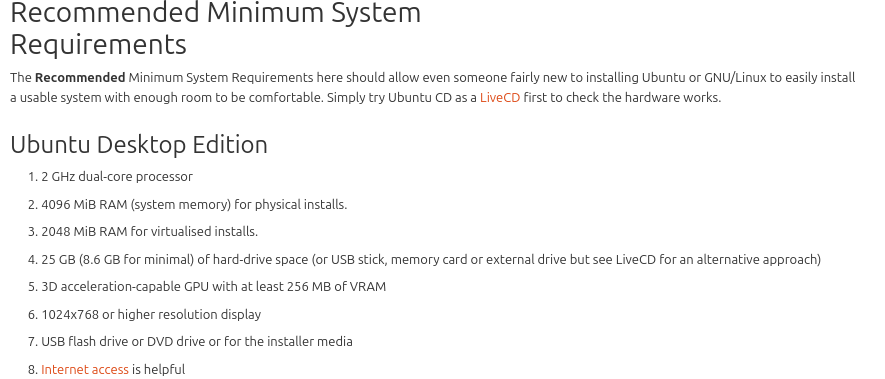 Recommended Minimum System
Requirements
The Recommended Minimum System Requirements here should allow even someone fairly new to installing Ubuntu or GNU/Linux to easily install
a usable system with enough room to be comfortable. Simply try Ubuntu CD as a LiveCD first to check the hardware works.
Ubuntu Desktop Edition
1. 2 GHz dual-core processor
2. 4096 MiB RAM (system memory) for physical installs.
3. 2048 MiB RAM for virtualised installs.
4. 25 GB (8.6 GB for minimal) of hard-drive space (or USB stick, memory card or external drive but see LiveCD for an alternative approach)
5. 3D acceleration-capable GPU with at least 256 MB of VRAM
6. 1024x768 or higher resolution display
7. USB flash drive or DVD drive or for the installer media
8. Internet access is helpful